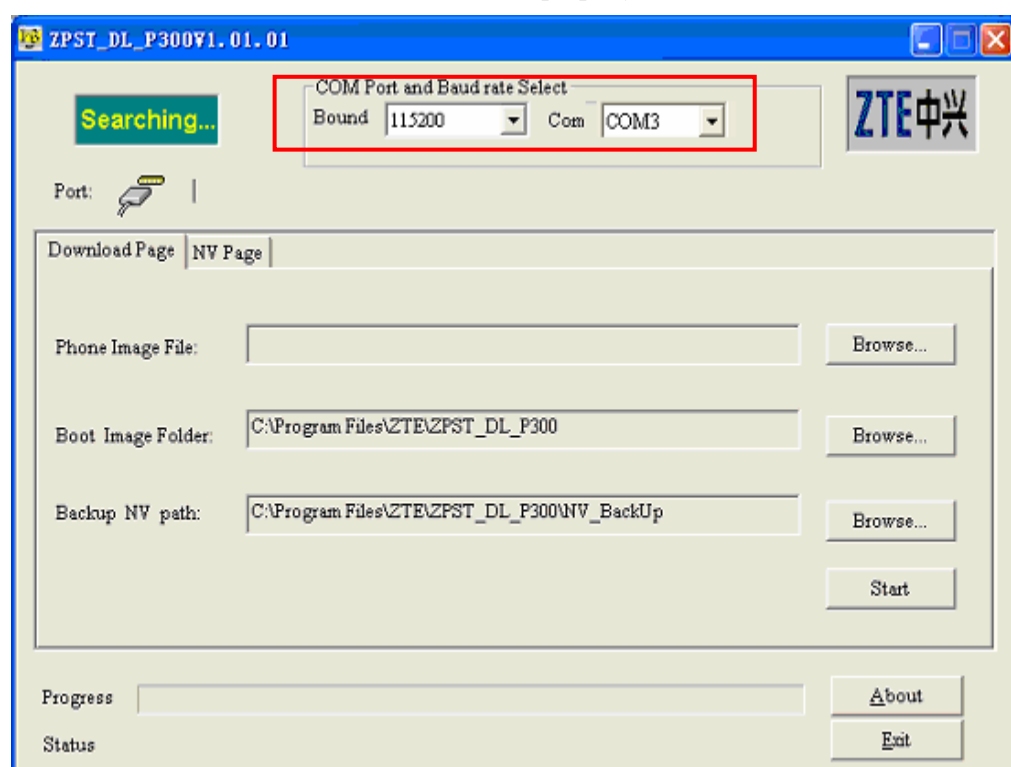 ZPST_DL_P300V1.01.01
COM Port and Baud rate Select
Searching...
Bound 115200 Com COM3
ZTE中兴
Port:
Download Page NV Page
Phone Image File: Browse...
Boot Image Folder: C:\Program Files\ZTE\ZPST_DL_P300 Browse...
Backup NV path: C:\Program Files\ZTE\ZPST_DL_P300\NV_BackUp Browse...
Start
Progress About
Status Exit